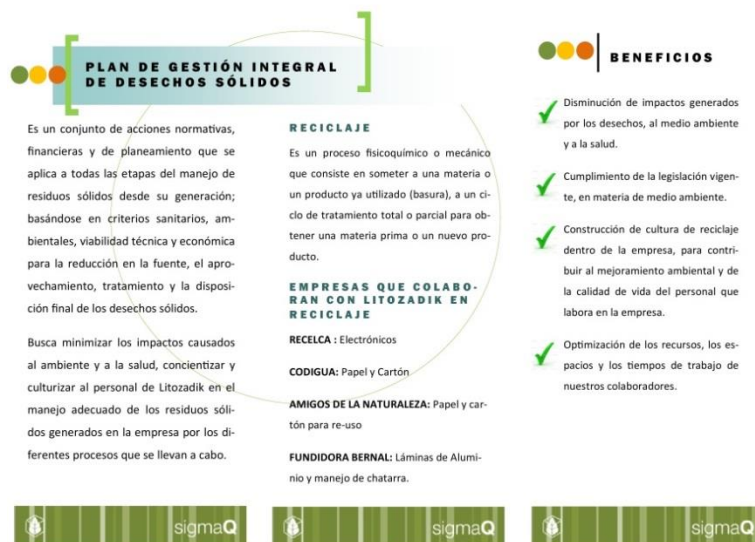 PLAN DE GESTIÓN INTEGRAL
DE DESECHOS SÓLIDOS
Es un conjunto de acciones normativas,
financieras y de planeamiento que se
aplica a todas las etapas del manejo de
residuos sólidos desde su generación;
basándose en criterios sanitarios, am-
bientales, viabilidad técnica y económica
para la reducción en la fuente, el apro-
vechamiento, tratamiento y la disposi-
ción final de los desechos sólidos.
Busca minimizar los impactos causados
al ambiente y a la salud, concientizar y
culturizar al personal de Litozadik en el
manejo adecuado de los residuos sóli-
dos generados en la empresa por los di-
ferentes procesos que se llevan a cabo.
sigmaQ
RECICLAJE
Es un proceso fisicoquímico o mecánico
que consiste en someter a una materia o
un producto ya utilizado (basura), a un ci-
clo de tratamiento total o parcial para ob-
tener una materia prima o un nuevo pro-
ducto.
EMPRESAS QUE COLABO-
RAN CON LITOZADIK EN
RECICLAJE
RECELCA : Electrónicos
CODIGUA: Papel y Cartón
AMIGOS DE LA NATURALEZA: Papel y car-
tón para re-uso
FUNDIDORA BERNAL: Láminas de Alumi-
nio y manejo de chatarra.
sigmaQ
BENEFICIOS
Disminución de impactos generados
por los desechos, al medio ambiente
y a la salud.
Cumplimiento de la legislación vigen-
te, en materia de medio ambiente.
Construcción de cultura de reciclaje
dentro de la empresa, para contri-
buir al mejoramiento ambiental y de
la calidad de vida del personal que
labora en la empresa.
Optimización de los recursos, los es-
pacios y los tiempos de trabajo de
nuestros colaboradores.
sigmaQ